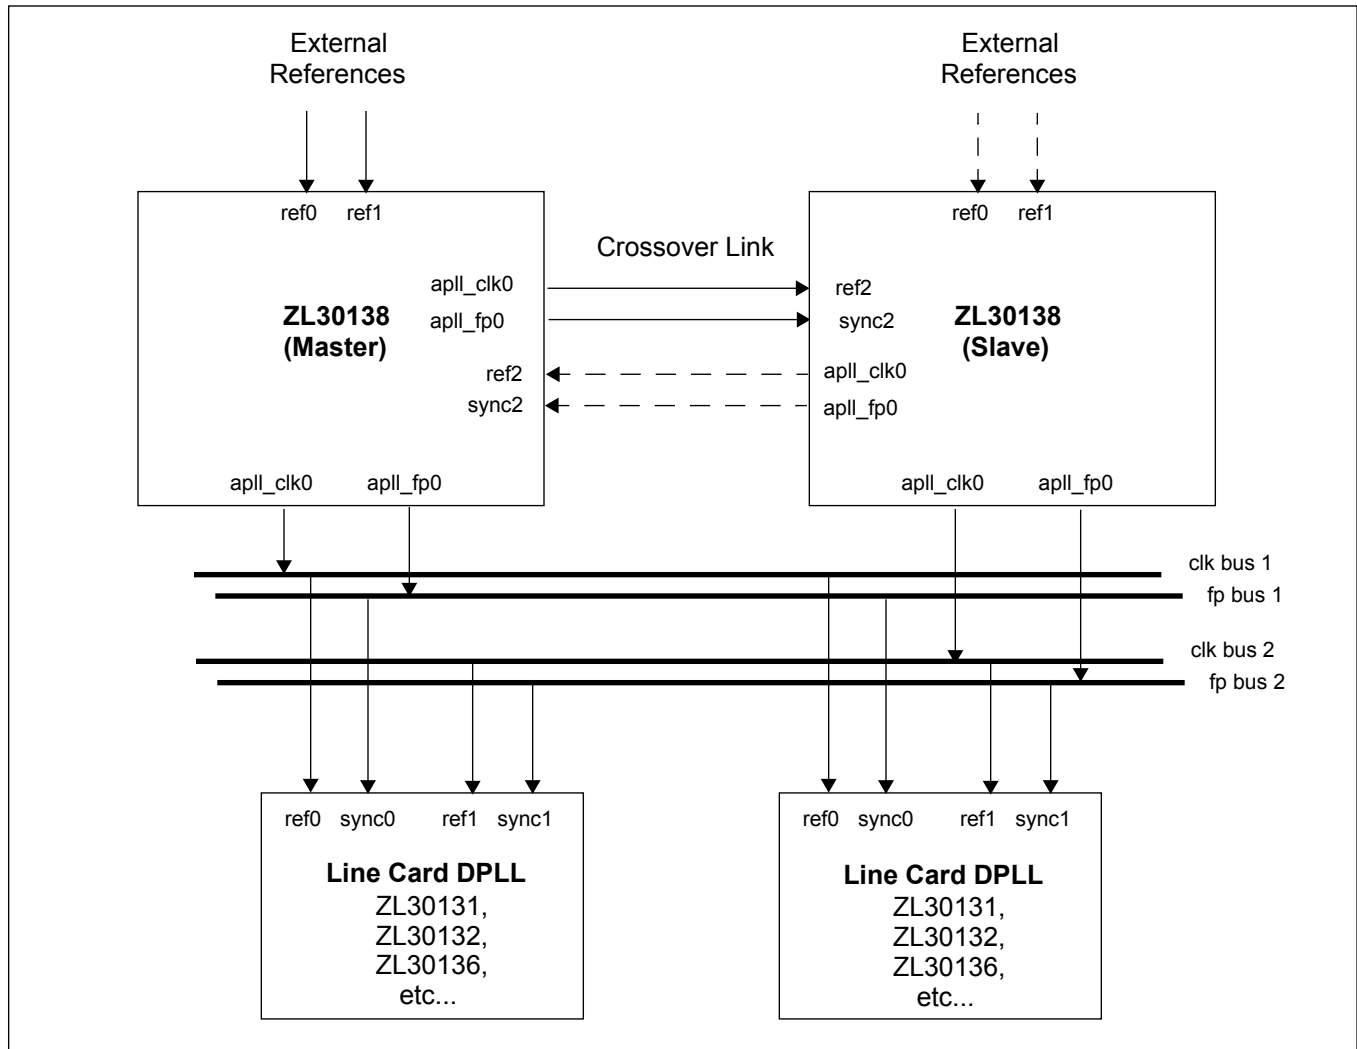 External
References
External
References
ref0 ref1
ref0 ref1
Crossover Link
apll_clk0
ref2
ZL30138
(Master)
apll_fp0
sync2
ZL30138
(Slave)
ref2
apll_clk0
sync2
apll_fp0
apll_clk0 apll_fp0
apll_clk0 apll_fp0
clk bus 1
fp bus 1
clk bus 2
fp bus 2
ref0 sync0 ref1 sync1
Line Card DPLL
ZL30131,
ZL30132,
ZL30136,
etc...
ref0 sync0 ref1 sync1
Line Card DPLL
ZL30131,
ZL30132,
ZL30136,
etc...